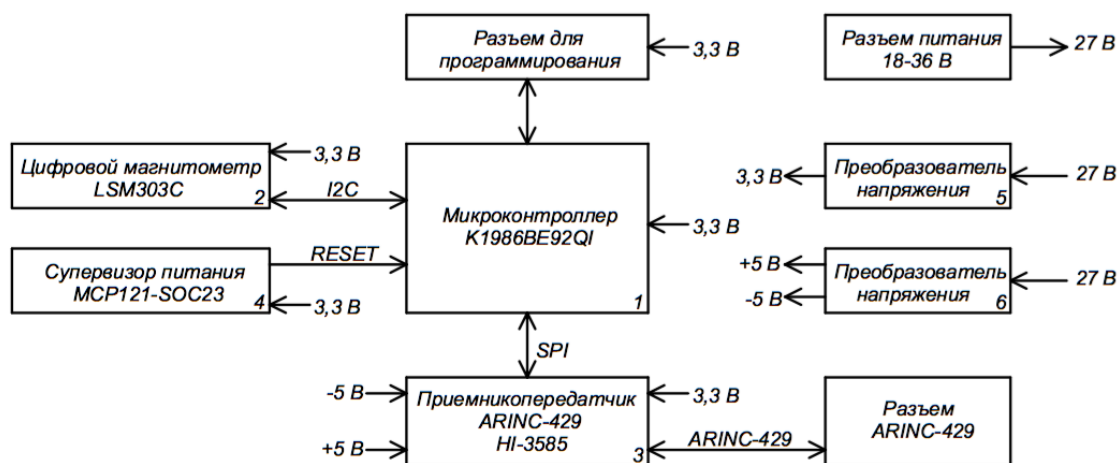 Разъем для
программирования
3,3 В
Разъем питания
18-36 В
27 В
Цифровой магнитометр
LSM303C
2
3,3 В
I2C
Микроконтроллер
K1986BE92QI
1
3,3 В
3,3 В
Преобразователь
напряжения
5
27 В
Супервизор питания
MCP121-SOC23
4
RESET
3,3 В
+5 В
-5 В
Преобразователь
напряжения
6
27 В
SPI
-5 В
+5 В
Приемникопередатчик
ARINC-429
HI-3585
3
3,3 В
ARINC-429
Разъем
ARINC-429